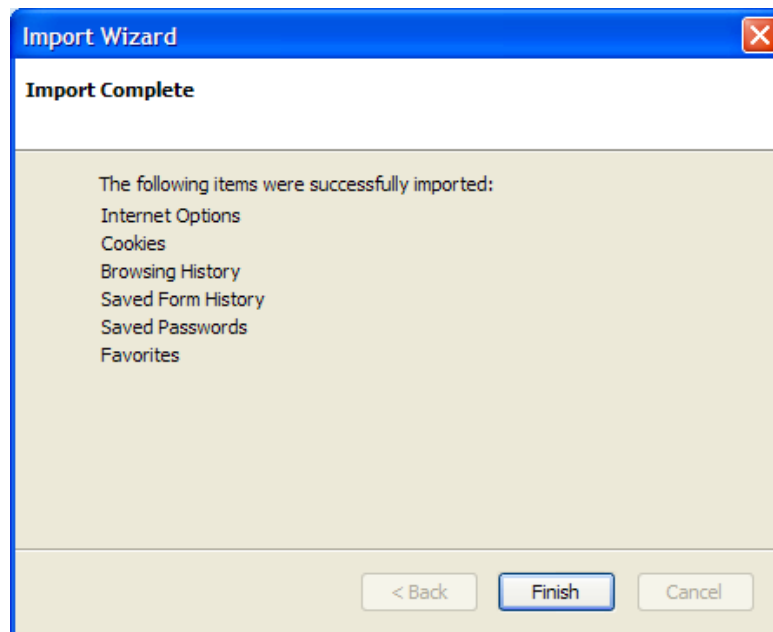 Import Wizard
Import Complete
The following items were successfully imported:
Internet Options
Cookies
Browsing History
Saved Form History
Saved Passwords
Favorites
< Back Finish Cancel